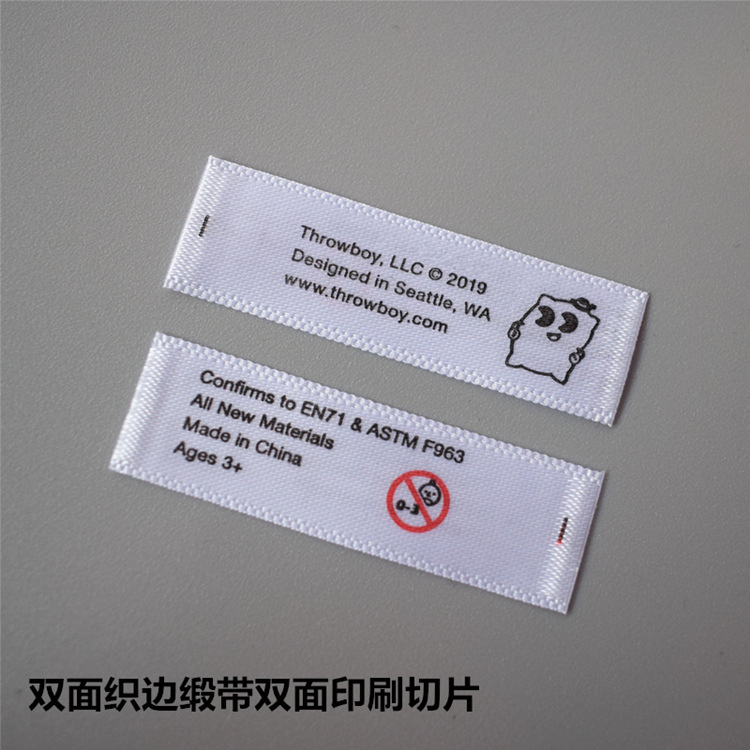 Throwboy, LLC © 2019
Designed in Seattle, WA
www.throwboy.com
Confirms to EN71 & ASTM F963
All New Materials
Made in China
Ages 3+
0-3
双面织边缎带双面印刷切片